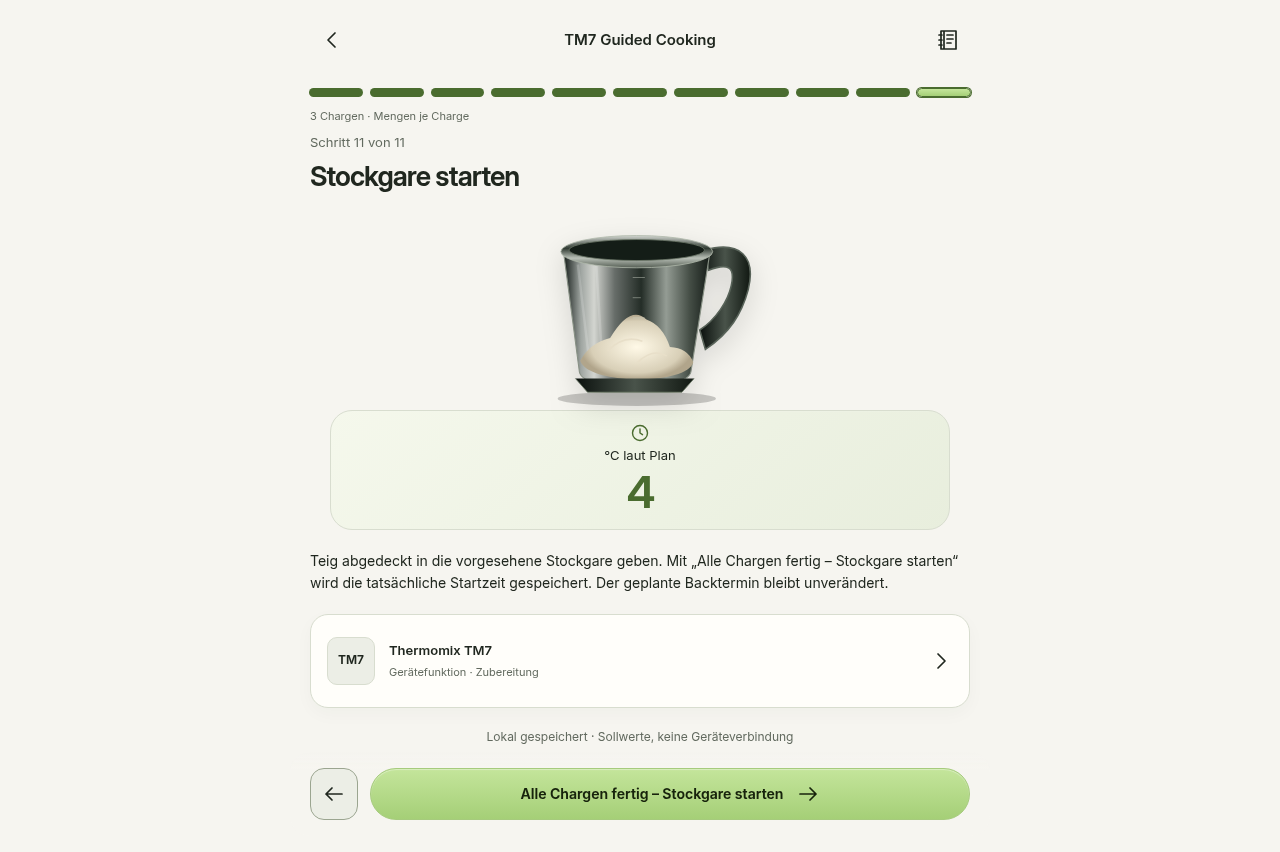 TM7 Guided Cooking
3 Chargen · Mengen je Charge
Schritt 11 von 11
Stockgare starten
°C laut Plan
4
Teig abgedeckt in die vorgesehene Stockgare geben. Mit „Alle Chargen fertig – Stockgare starten“
wird die tatsächliche Startzeit gespeichert. Der geplante Backtermin bleibt unverändert.
TM7
Thermomix TM7
Gerätefunktion · Zubereitung
Lokal gespeichert · Sollwerte, keine Geräteverbindung
Alle Chargen fertig – Stockgare starten